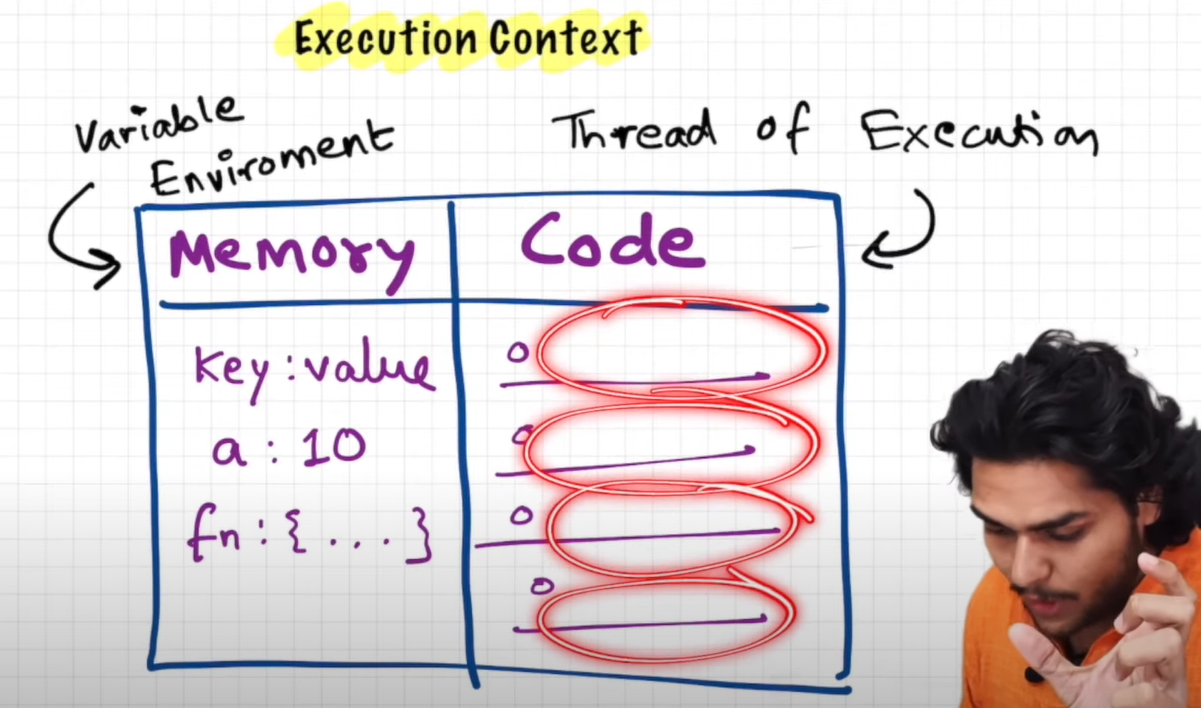 Execution Context
Variable
Enviroment
Thread of Execution
Memory
Code
key : value
a : 10
fn : { . . . }